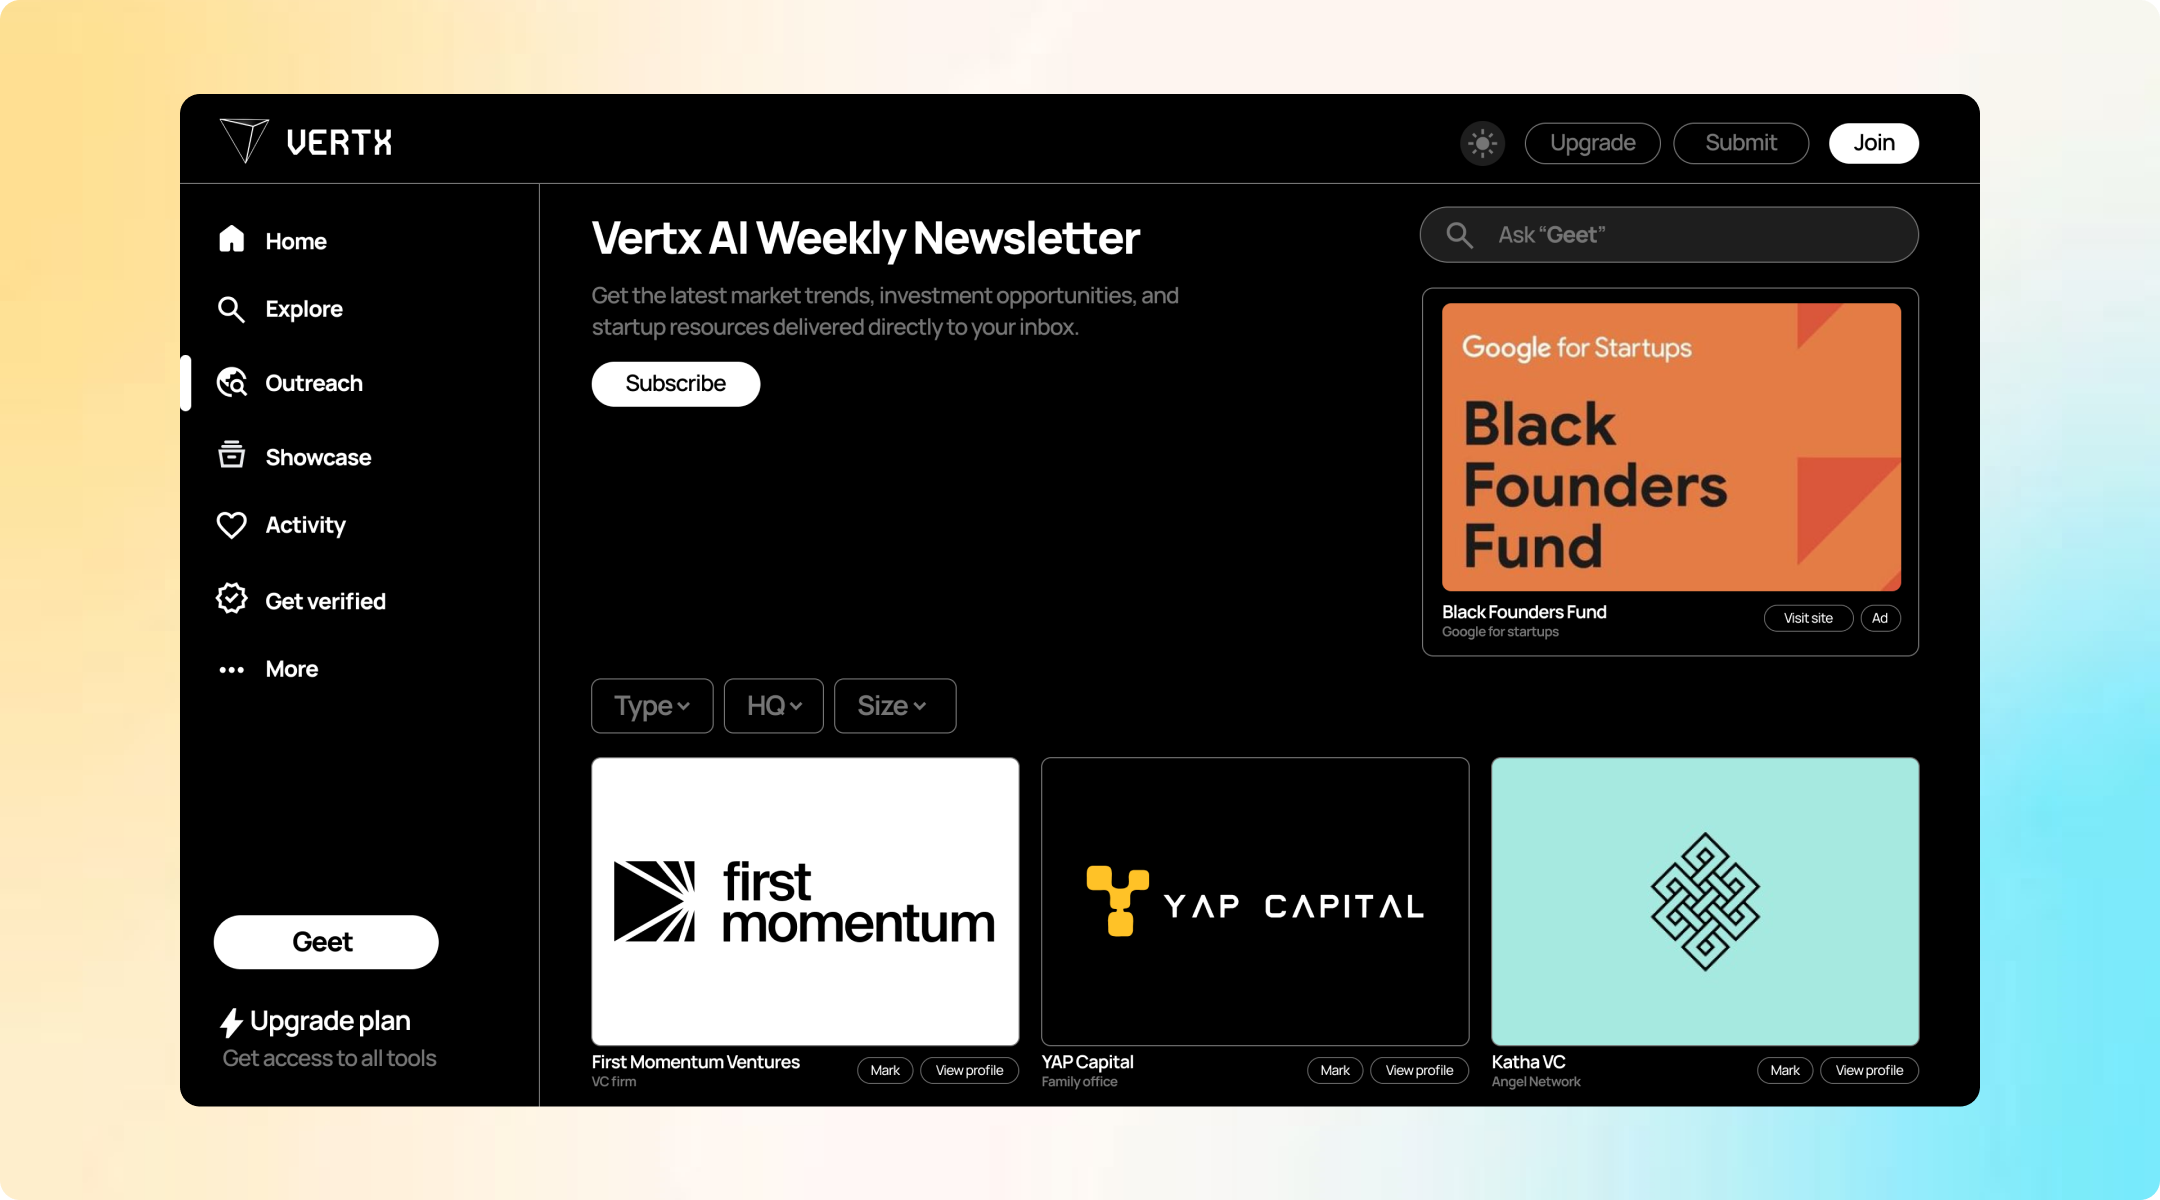 VERTX
Upgrade
Submit
Join
Home
Explore
Outreach
Showcase
Activity
Get verified
More
Geet
Upgrade plan
Get access to all tools
Vertx AI Weekly Newsletter
Get the latest market trends, investment opportunities, and
startup resources delivered directly to your inbox.
Subscribe
Ask “Geet”
Google for Startups
Black
Founders
Fund
Black Founders Fund
Google for startups
Visit site
Ad
Type
HQ
Size
first
momentum
First Momentum Ventures
VC firm
Mark
View profile
YAP CAPITAL
YAP Capital
Family office
Mark
View profile
Katha VC
Angel Network
Mark
View profile